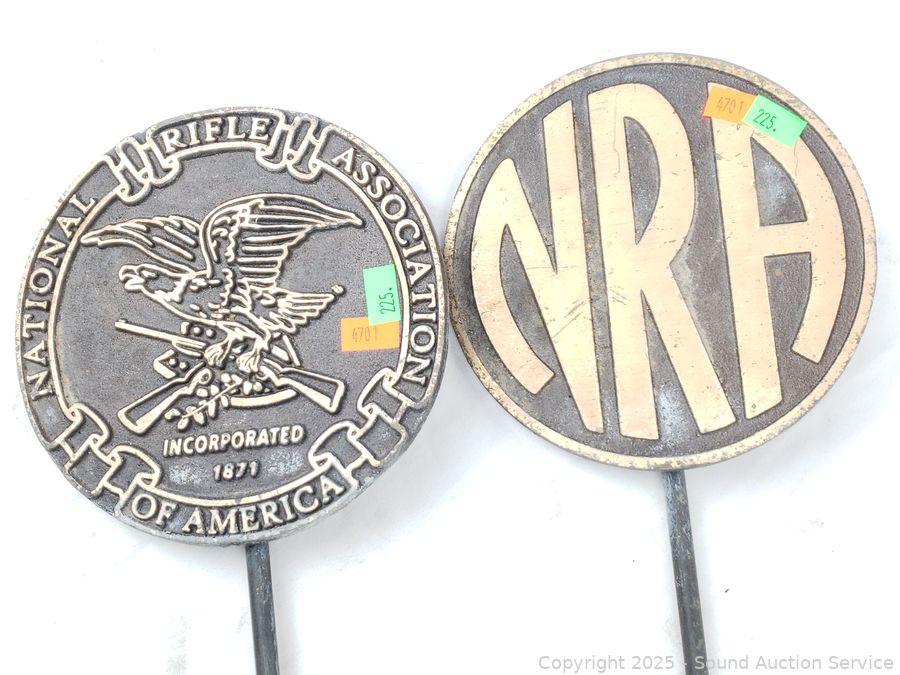 NATIONAL RIFLE ASSOCIATION
INCORPORATED
1871
OF AMERICA
225.
4701
NRA
4701
225.
Copyright © 2025 - Sound Auction Service